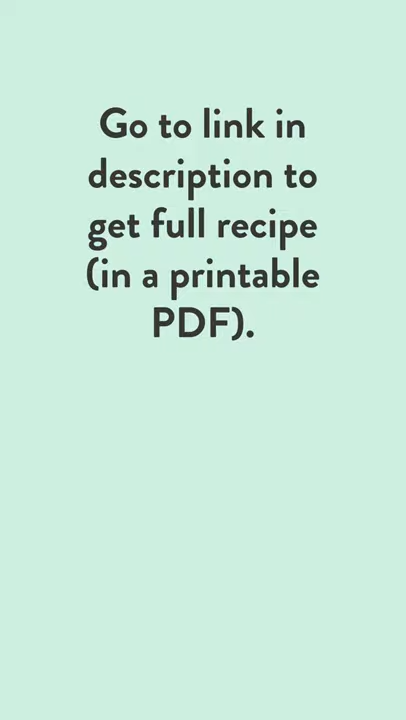 Go to link in
description to
get full recipe
(in a printable
PDF).